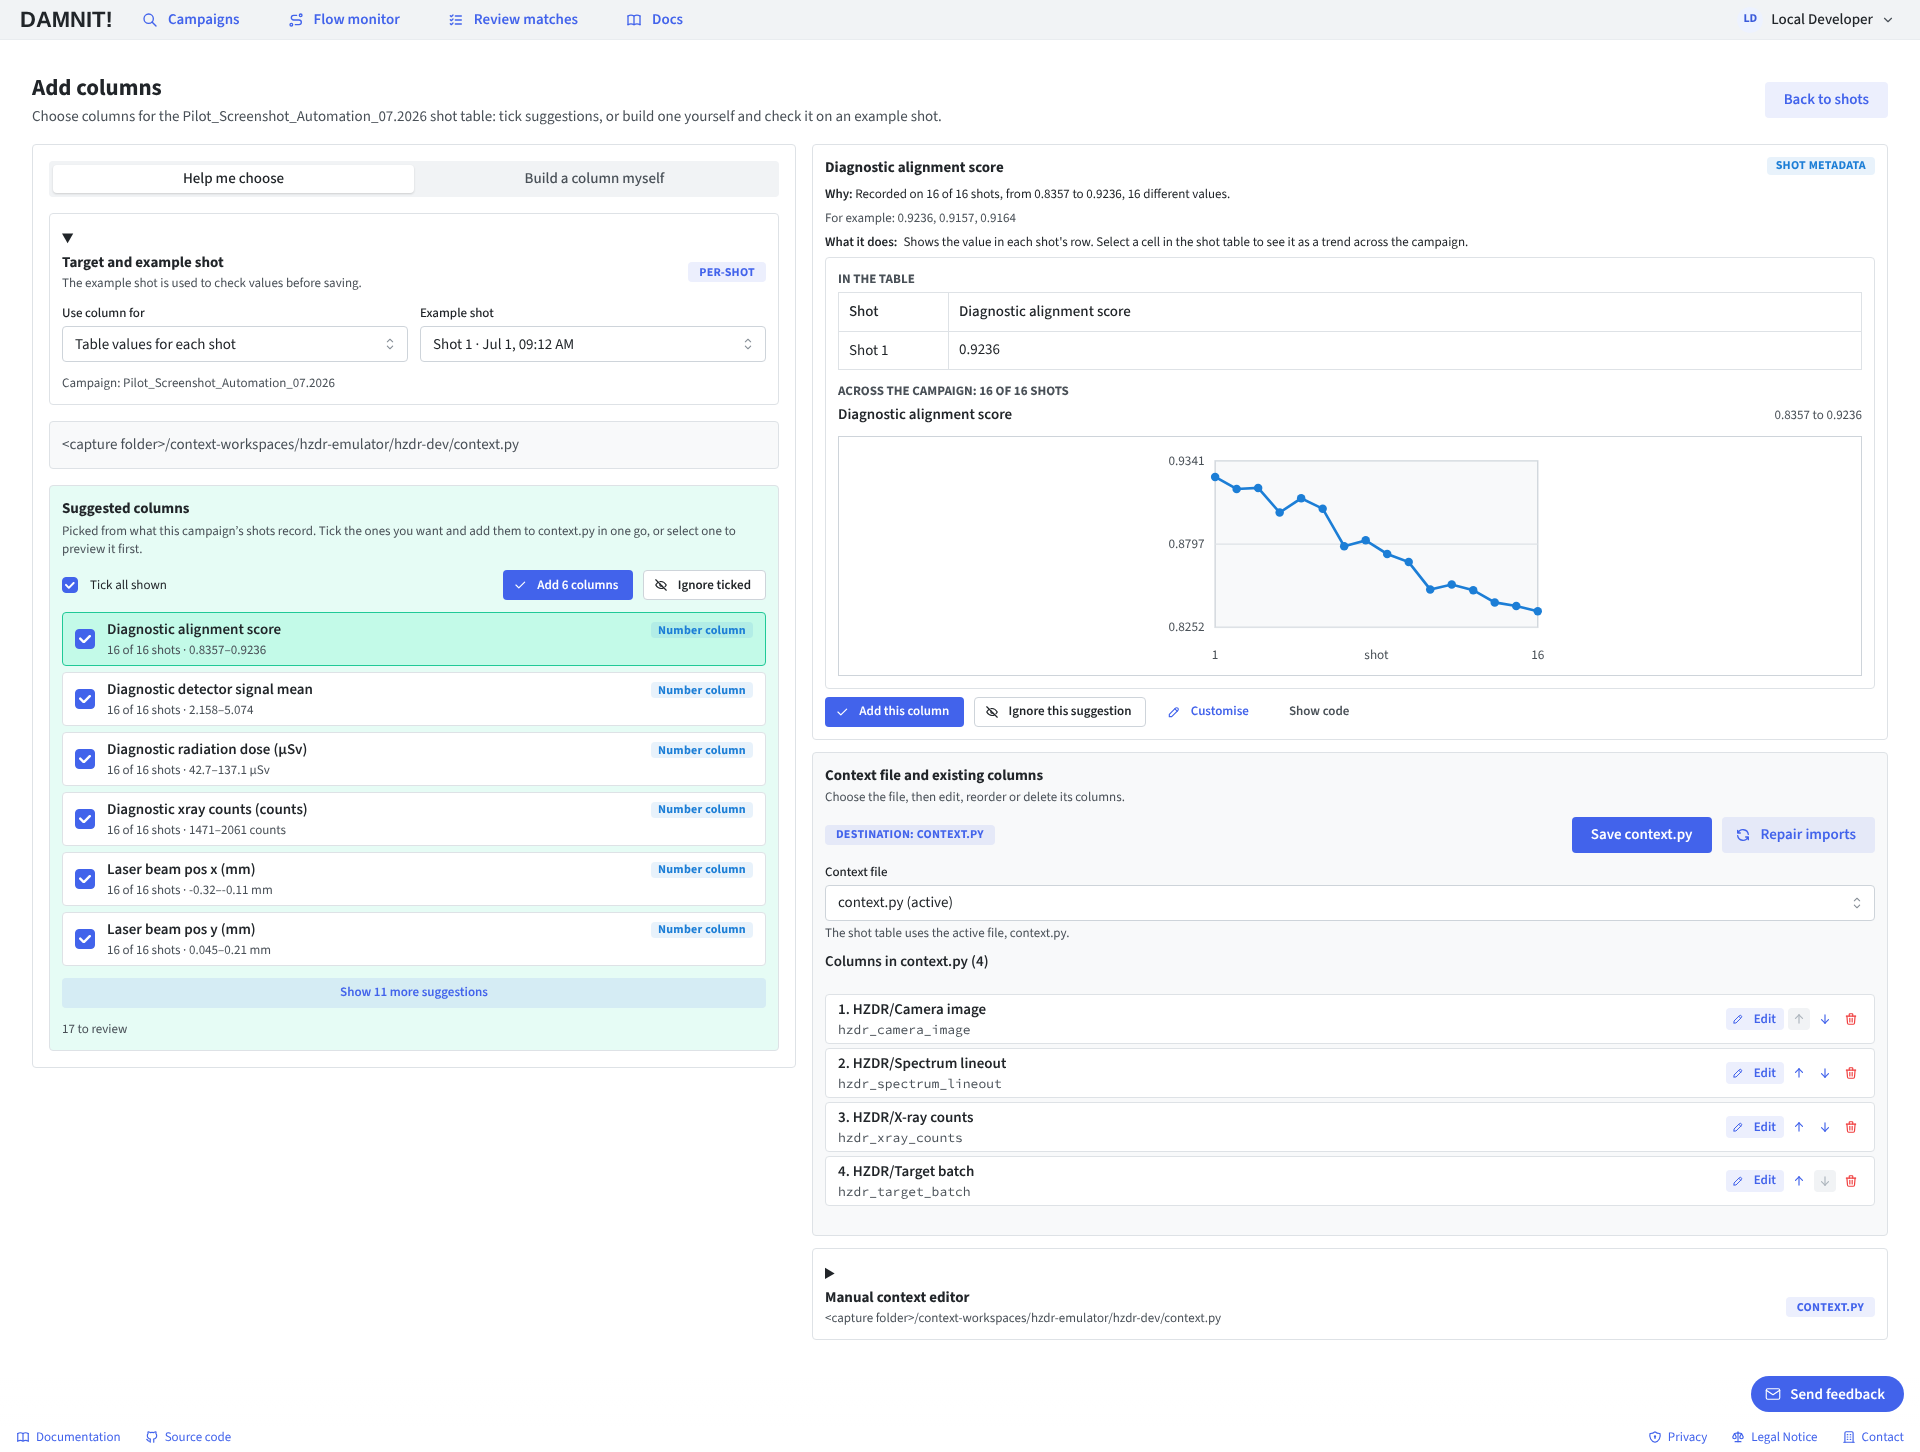 DAMNIT!
Campaigns
Flow monitor
Review matches
Docs
LD
Local Developer
Add columns
Choose columns for the Pilot_Screenshot_Automation_07.2026 shot table: tick suggestions, or build one yourself and check it on an example shot.
Back to shots
Help me choose
Build a column myself
Target and example shot
The example shot is used to check values before saving.
PER-SHOT
Use column for
Example shot
Table values for each shot
Shot 1 · Jul 1, 09:12 AM
Campaign: Pilot_Screenshot_Automation_07.2026
<capture folder>/context-workspaces/hzdr-emulator/hzdr-dev/context.py
Suggested columns
Picked from what this campaign's shots record. Tick the ones you want and add them to context.py in one go, or select one to
preview it first.
Tick all shown
Add 6 columns
Ignore ticked
Diagnostic alignment score
Number column
16 of 16 shots · 0.8357–0.9236
Diagnostic detector signal mean
Number column
16 of 16 shots · 2.158–5.074
Diagnostic radiation dose (µSv)
Number column
16 of 16 shots · 42.7–137.1 µSv
Diagnostic xray counts (counts)
Number column
16 of 16 shots · 1471–2061 counts
Laser beam pos x (mm)
Number column
16 of 16 shots · -0.32–-0.11 mm
Laser beam pos y (mm)
Number column
16 of 16 shots · 0.045–0.21 mm
Show 11 more suggestions
17 to review
Diagnostic alignment score
SHOT METADATA
Why: Recorded on 16 of 16 shots, from 0.8357 to 0.9236, 16 different values.
For example: 0.9236, 0.9157, 0.9164
What it does: Shows the value in each shot's row. Select a cell in the shot table to see it as a trend across the campaign.
IN THE TABLE
Shot
Diagnostic alignment score
Shot 1
0.9236
ACROSS THE CAMPAIGN: 16 OF 16 SHOTS
Diagnostic alignment score
0.8357 to 0.9236
0.9341
0.8797
0.8252
1
shot
16
Add this column
Ignore this suggestion
Customise
Show code
Context file and existing columns
Choose the file, then edit, reorder or delete its columns.
DESTINATION: CONTEXT.PY
Save context.py
Repair imports
Context file
context.py (active)
The shot table uses the active file, context.py.
Columns in context.py (4)
1. HZDR/Camera image
hzdr_camera_image
Edit
2. HZDR/Spectrum lineout
hzdr_spectrum_lineout
Edit
3. HZDR/X-ray counts
hzdr_xray_counts
Edit
4. HZDR/Target batch
hzdr_target_batch
Edit
Manual context editor
<capture folder>/context-workspaces/hzdr-emulator/hzdr-dev/context.py
CONTEXT.PY
Send feedback
Documentation
Source code
Privacy
Legal Notice
Contact